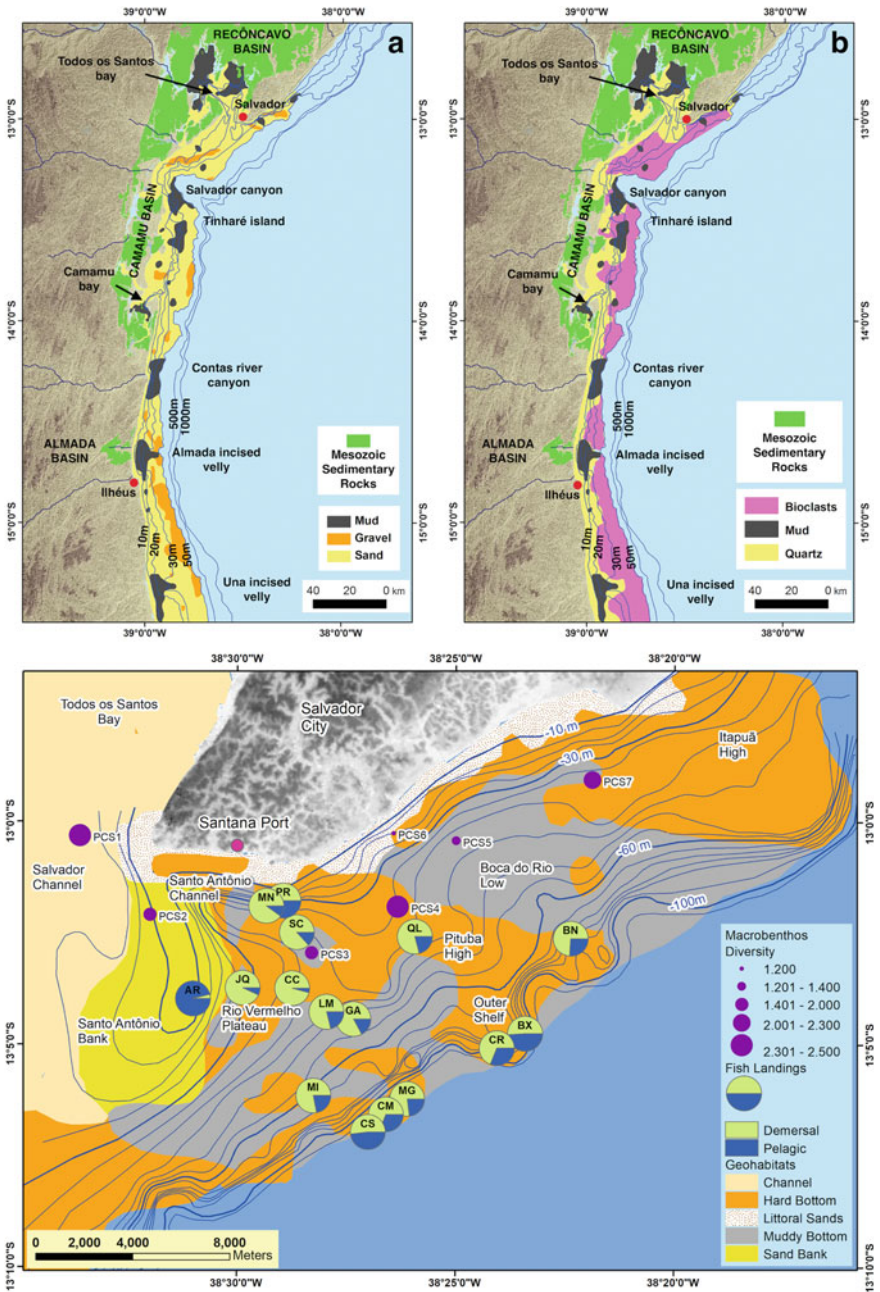 39°0'0"W
38°0'0"W
a
RECÔNCAVO
BASIN
Todos os Santos
bay
Salvador
13°0'0"S
CAMAMU BASIN
Salvador canyon
Tinharé island
Camamu
bay
14°0'0"S
Contas river
canyon
500m
1000m
ALMADA
BASIN
Almada incised
velly
Ilhéus
15°0'0"S
10m
20m
30m
50m
Una incised
velly
Mesozoic
Sedimentary
Rocks
Mud
Gravel
Sand
40 20 0 km
39°0'0"W
38°0'0"W
39°0'0"W
38°0'0"W
b
RECÔNCAVO
BASIN
Todos os Santos
bay
Salvador
13°0'0"S
CAMAMU BASIN
Salvador canyon
Tinharé island
Camamu
bay
14°0'0"S
Contas river
canyon
500m
1000m
ALMADA
BASIN
Almada incised
velly
Ilhéus
15°0'0"S
10m
20m
30m
50m
Una incised
velly
Mesozoic
Sedimentary
Rocks
Bioclasts
Mud
Quartz
40 20 0 km
39°0'0"W
38°0'0"W
38°30'0"W
38°25'0"W
38°20'0"W
Todos os Santos
Bay
Salvador
City
-10 m
-30 m
Itapuã
High
13°0'0"S
13°0'0"S
PCS1
Santana Port
PCS7
PCS6
PCS5
-60 m
Salvador
Channel
Santo Antônio
Channel
Boca do Rio
Low
-100m
MN
PR
PCS2
PCS4
SC
QL
BN
PCS3
Pituba
High
AR
JQ
CC
LM
GA
Santo Antônio
Bank
Rio Vermelho
Plateau
Outer
Shelf
BX
CR
13°5'0"S
13°5'0"S
MI
MG
CM
CS
Macrobenthos
Diversity
1.200
1.201 - 1.400
1.401 - 2.000
2.001 - 2.300
2.301 - 2.500
Fish Landings
Demersal
Pelagic
Geohabitats
Channel
Hard Bottom
Littoral Sands
Muddy Bottom
Sand Bank
0 2,000 4,000 8,000
Meters
13°10'0"S
13°10'0"S
38°30'0"W
38°25'0"W
38°20'0"W